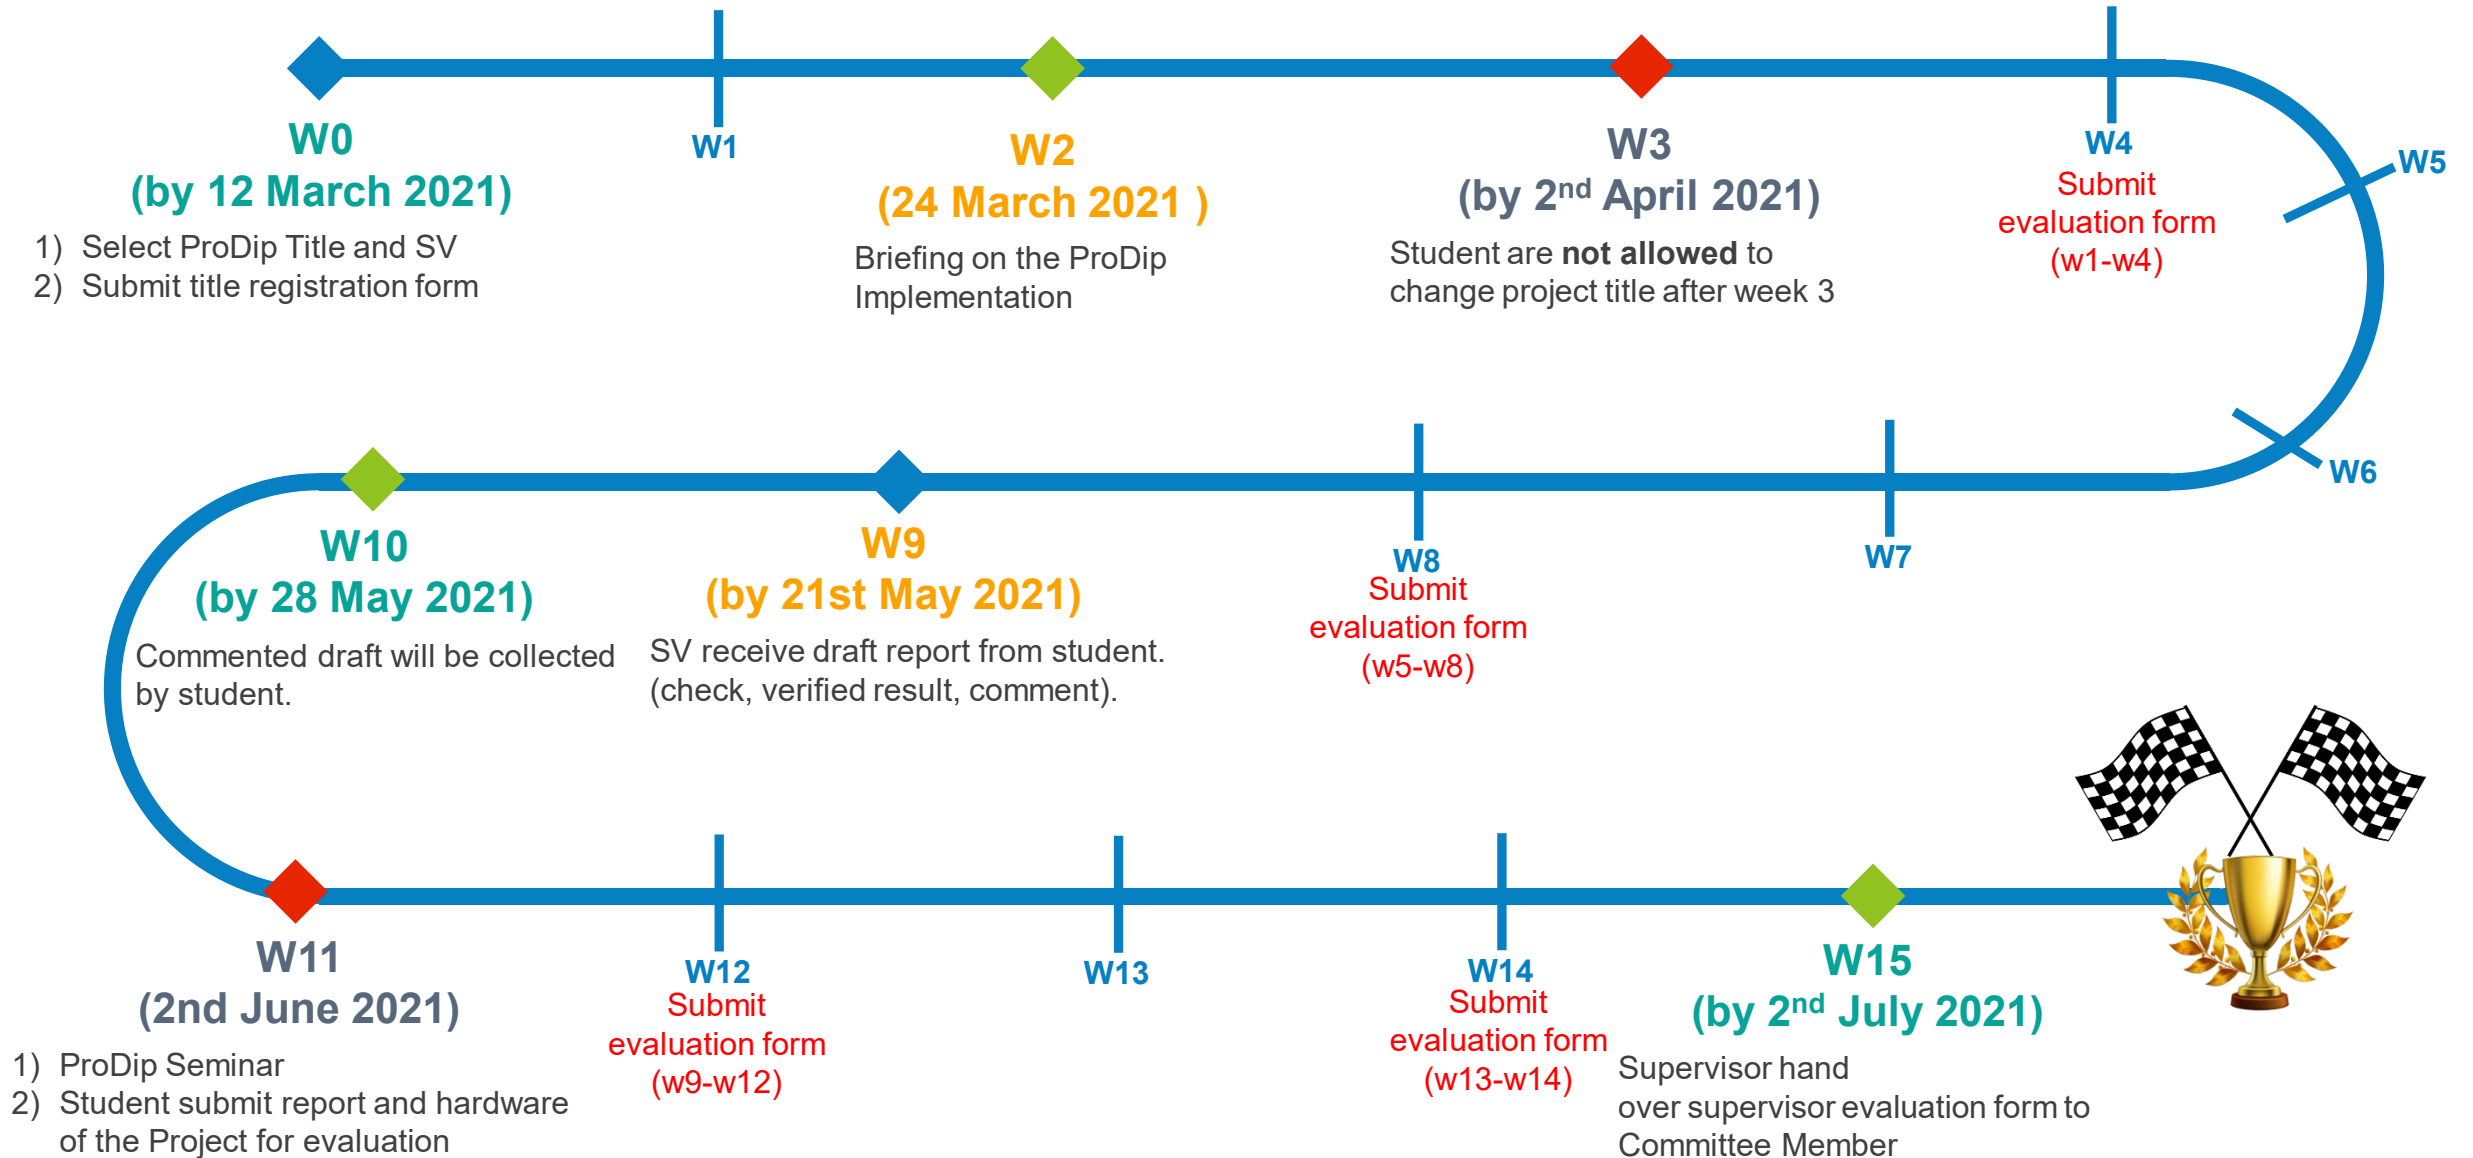 W0
(by 12 March 2021)
1) Select ProDip Title and SV
2) Submit title registration form
W1
W2
(24 March 2021 )
Briefing on the ProDip
Implementation
W3
(by 2nd April 2021)
Student are not allowed to
change project title after week 3
W4
Submit
evaluation form
(w1-w4)
W5
W6
W7
W8
Submit
evaluation form
(w5-w8)
W9
(by 21st May 2021)
SV receive draft report from student.
(check, verified result, comment).
W10
(by 28 May 2021)
Commented draft will be collected
by student.
W11
(2nd June 2021)
1) ProDip Seminar
2) Student submit report and hardware
of the Project for evaluation
W12
Submit
evaluation form
(w9-w12)
W13
W14
Submit
evaluation form
(w13-w14)
W15
(by 2nd July 2021)
Supervisor hand
over supervisor evaluation form to
Committee Member